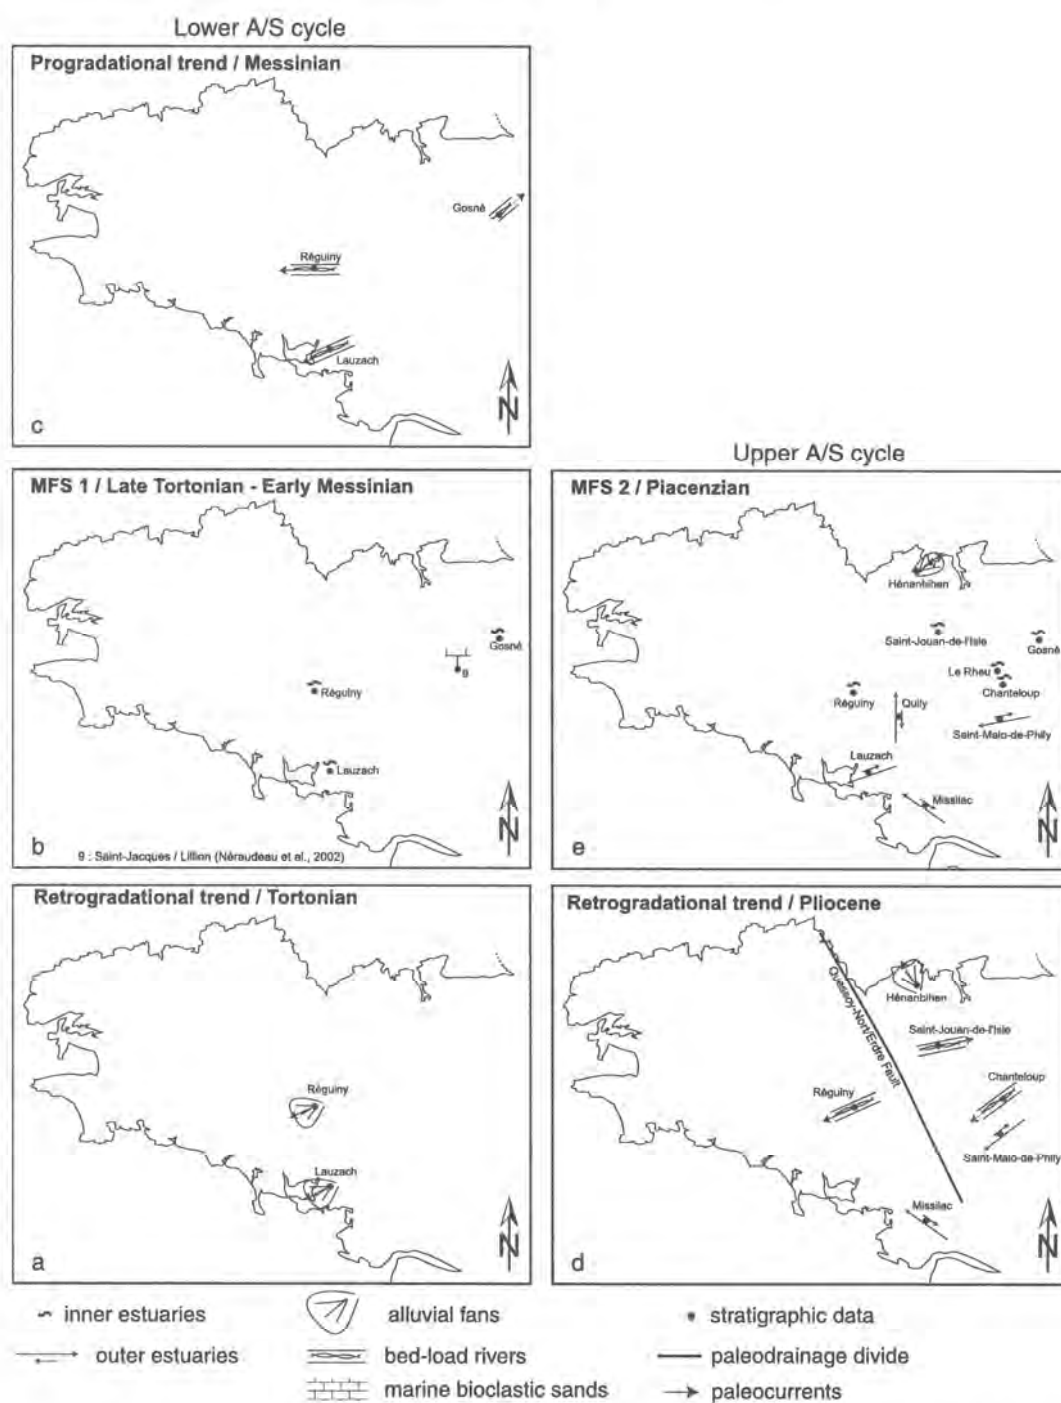 Lower A/S cycle
Progradational trend / Messinian
Gosné
Réguiny
Lauzach
N
c
Upper A/S cycle
MFS 1 / Late Tortonian - Early Messinian
Gosné
9
Réguiny
Lauzach
N
b
9 : Saint-Jacques / Lillion (Néraudeau et al., 2002)
MFS 2 / Piacenzian
Hénanbihen
Saint-Jouan-de-l'Isle
Gosné
Le Rheu
Chanteloup
Réguiny
Quily
Saint-Malo-de-Phily
Lauzach
Missilac
N
e
Retrogradational trend / Tortonian
Réguiny
Lauzach
N
a
Retrogradational trend / Pliocene
Quessoy-Nort/Erdre Fault
Hénanbihen
Saint-Jouan-de-l'Isle
Réguiny
Chanteloup
Saint-Malo-de-Phily
Missilac
N
d
inner estuaries
alluvial fans
stratigraphic data
outer estuaries
bed-load rivers
paleodrainage divide
marine bioclastic sands
paleocurrents